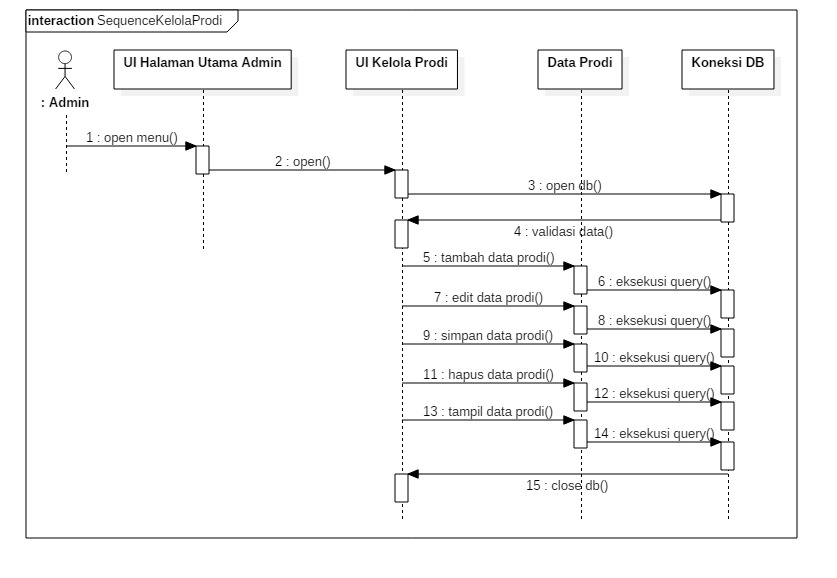 interaction SequenceKelolaProdi
UI Halaman Utama Admin
UI Kelola Prodi
Data Prodi
Koneksi DB
: Admin
1 : open menu()
2 : open()
3 : open db()
4 : validasi data()
5 : tambah data prodi()
6 : eksekusi query()
7 : edit data prodi()
8 : eksekusi query()
9 : simpan data prodi()
10 : eksekusi query()
11 : hapus data prodi()
12 : eksekusi query()
13 : tampil data prodi()
14 : eksekusi query()
15 : close db()